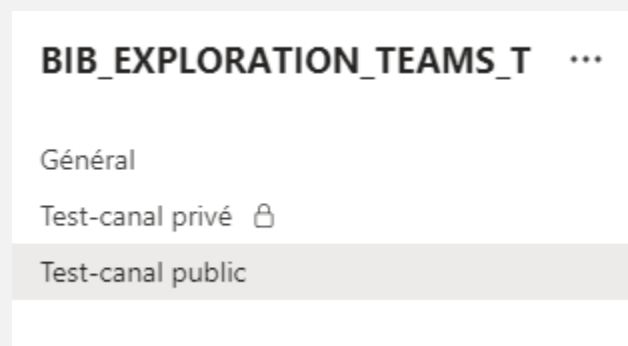 BIB_EXPLORATION_TEAMS_T ...
Général
Test-canal privé
Test-canal public